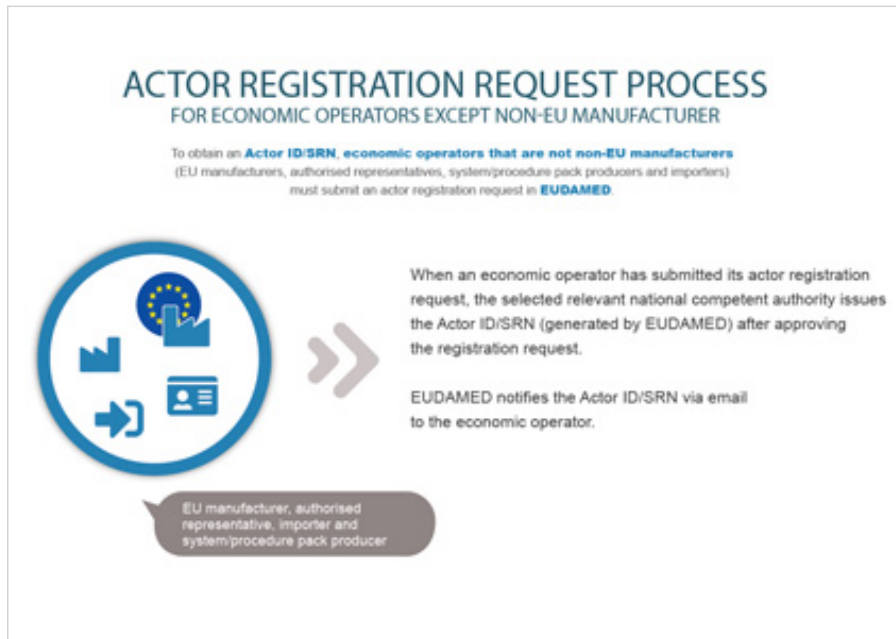 ACTOR REGISTRATION REQUEST PROCESS
FOR ECONOMIC OPERATORS EXCEPT NON-EU MANUFACTURER
To obtain an Actor ID/SRN, economic operators that are not non-EU manufacturers
(EU manufacturers, authorised representatives, system/procedure pack producers and importers)
must submit an actor registration request in EUDAMED.
When an economic operator has submitted its actor registration
request, the selected relevant national competent authority issues
the Actor ID/SRN (generated by EUDAMED) after approving
the registration request.
EUDAMED notifies the Actor ID/SRN via email
to the economic operator.
EU manufacturer, authorised
representative, importer and
system/procedure pack producer